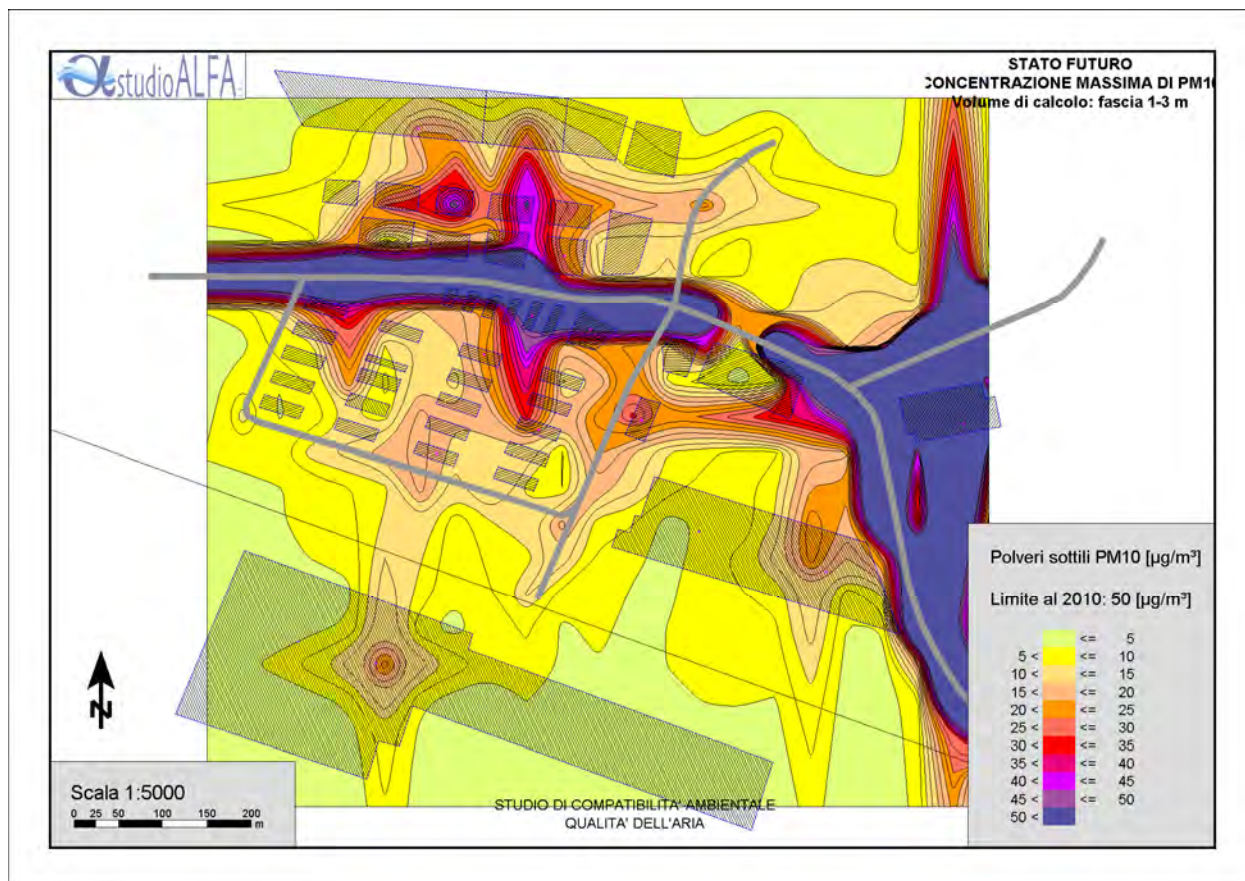 studioALFA
STATO FUTURO
CONCENTRAZIONE MASSIMA DI PM10
Volume di calcolo: fascia 1-3 m
Polveri sottili PM10 [µg/m³]
Limite al 2010: 50 [µg/m³]
<= 5
5 < <= 10
10 < <= 15
15 < <= 20
20 < <= 25
25 < <= 30
30 < <= 35
35 < <= 40
40 < <= 45
45 < <= 50
50 <
N
Scala 1:5000
0 25 50 100 150 200
m
STUDIO DI COMPATIBILITA' AMBIENTALE
QUALITA' DELL'ARIA